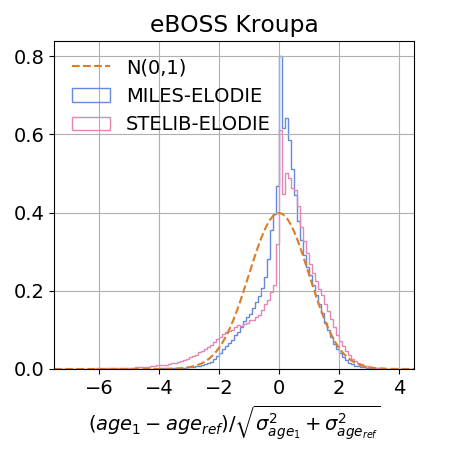 eBOSS Kroupa
0.8
0.6
0.4
0.2
0.0
N(0,1)
MILES-ELODIE
STELIB-ELODIE
−6 −4 −2 0 2 4
(age₁ − age_ref)/√σ²_age₁ + σ²_age_ref